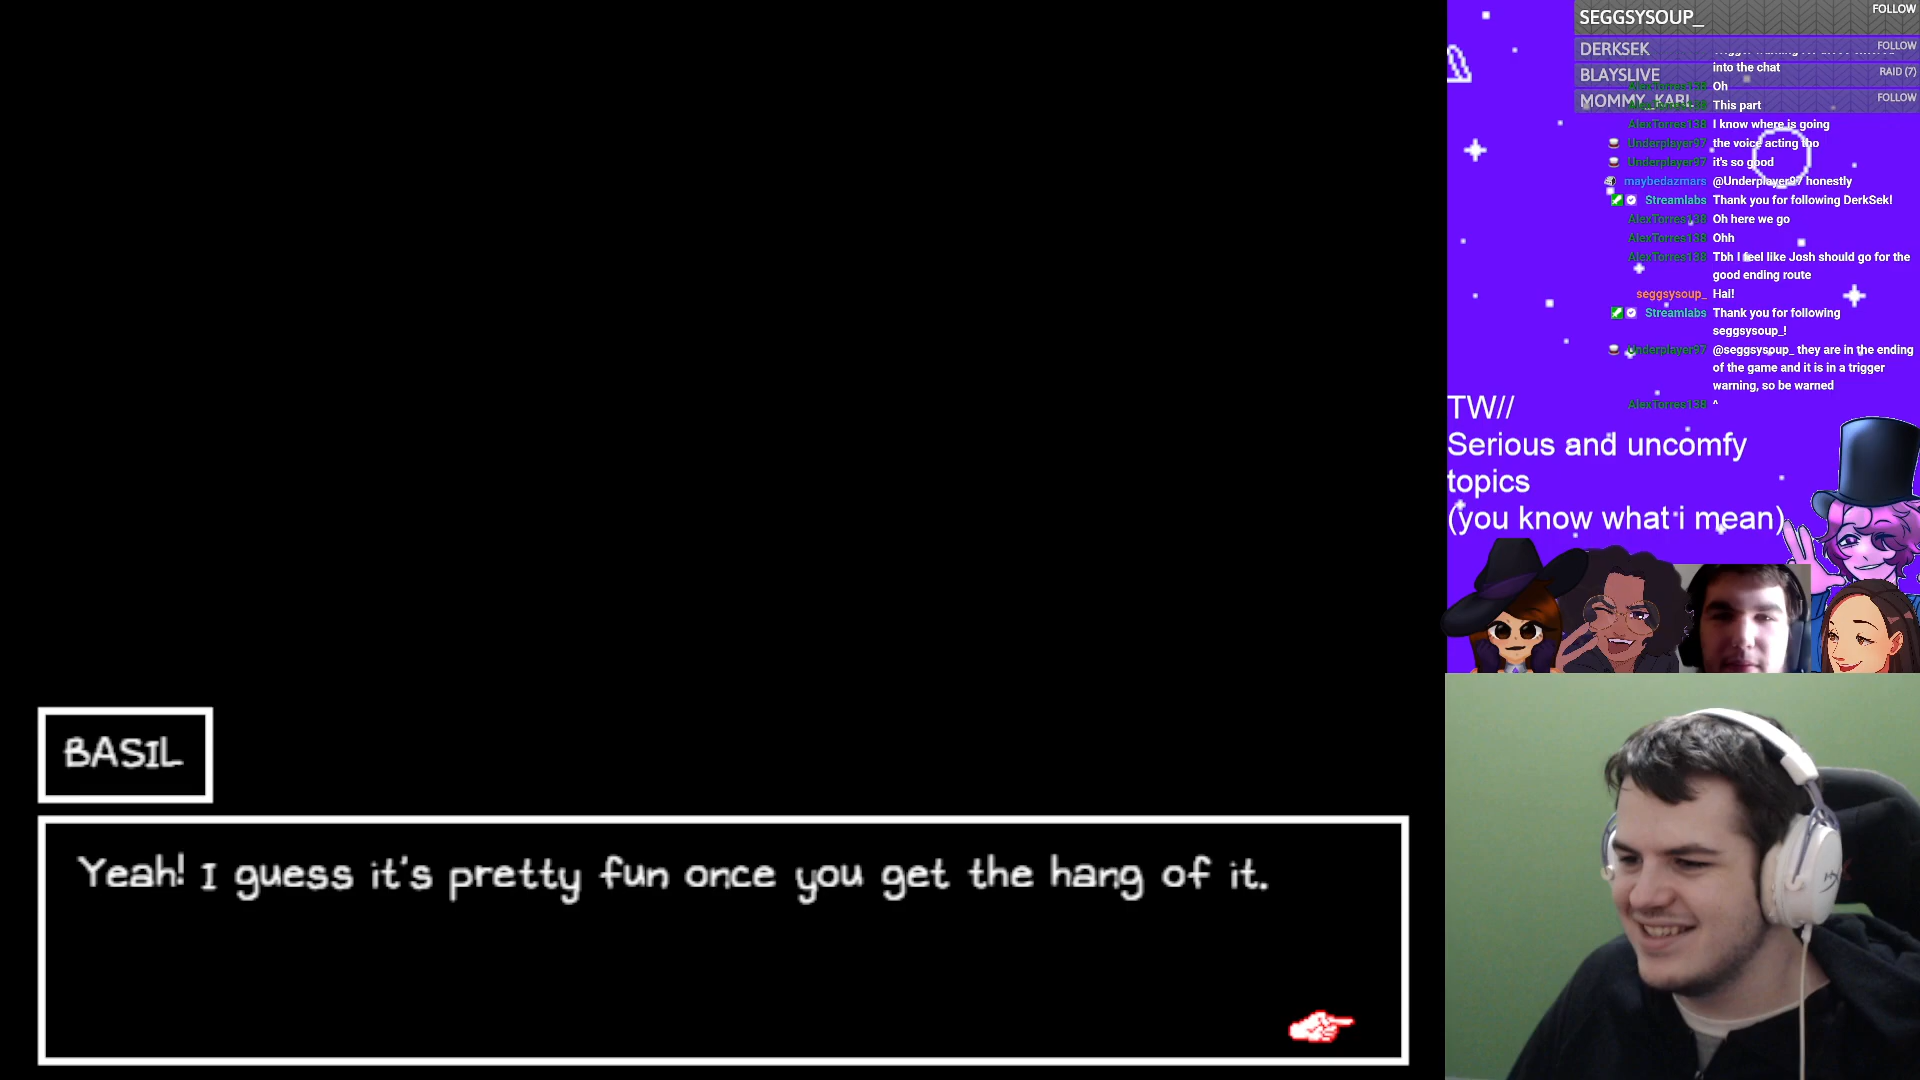 SEGGSYSOUP_ FOLLOW
DERKSEK FOLLOW
BLAYSLIVE RAID (7)
MOMMY_KARL FOLLOW
into the chat
AlexTorres138 Oh
This part
AlexTorres138 I know where is going
Underplayer97 the voice acting tho
Underplayer97 it's so good
maybedazmars @Underplayer97 honestly
Streamlabs Thank you for following DerkSek!
AlexTorres138 Oh here we go
AlexTorres138 Ohh
AlexTorres138 Tbh I feel like Josh should go for the
good ending route
seggsysoup_ Hai!
Streamlabs Thank you for following
seggsysoup_!
Underplayer97 @seggsysoup_ they are in the ending
of the game and it is in a trigger
warning, so be warned
AlexTorres138 ^
TW//
Serious and uncomfy
topics
(you know what i mean)
BASIL
Yeah! I guess it's pretty fun once you get the hang of it.